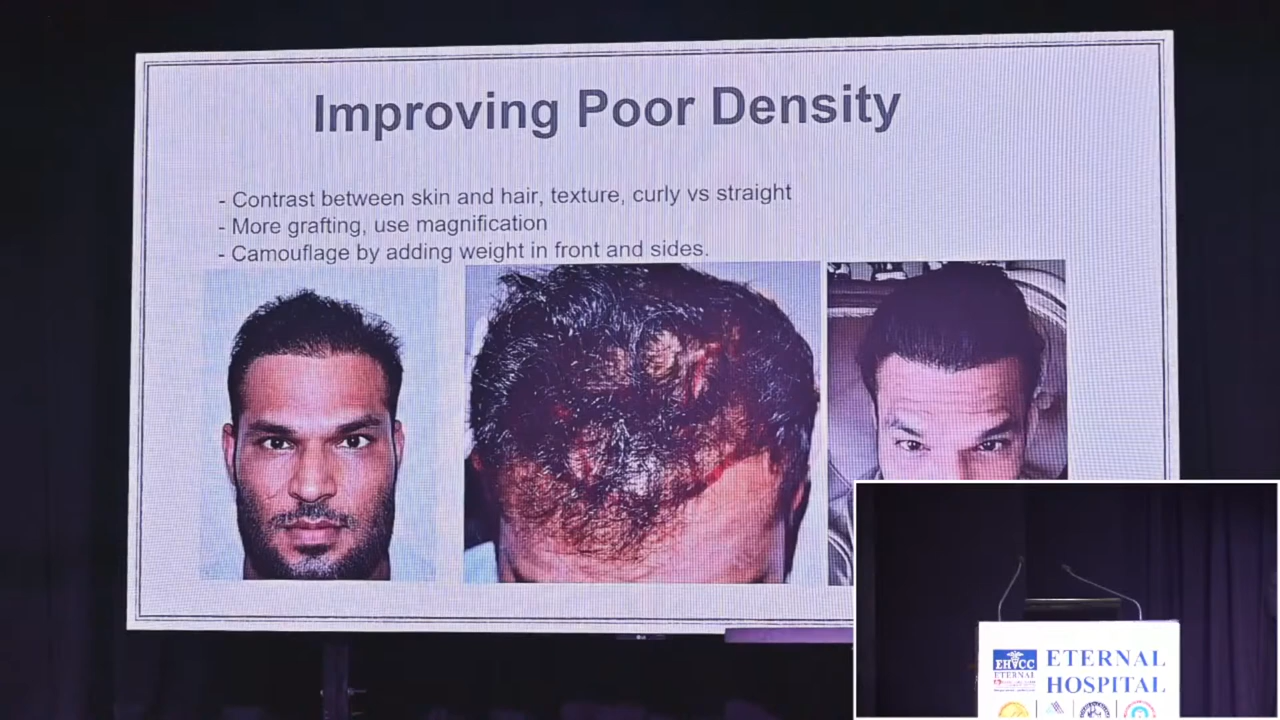 Improving Poor Density
- Contrast between skin and hair, texture, curly vs straight
- More grafting, use magnification
- Camouflage by adding weight in front and sides.
EHCC
ETERNAL
ETERNAL
HOSPITAL